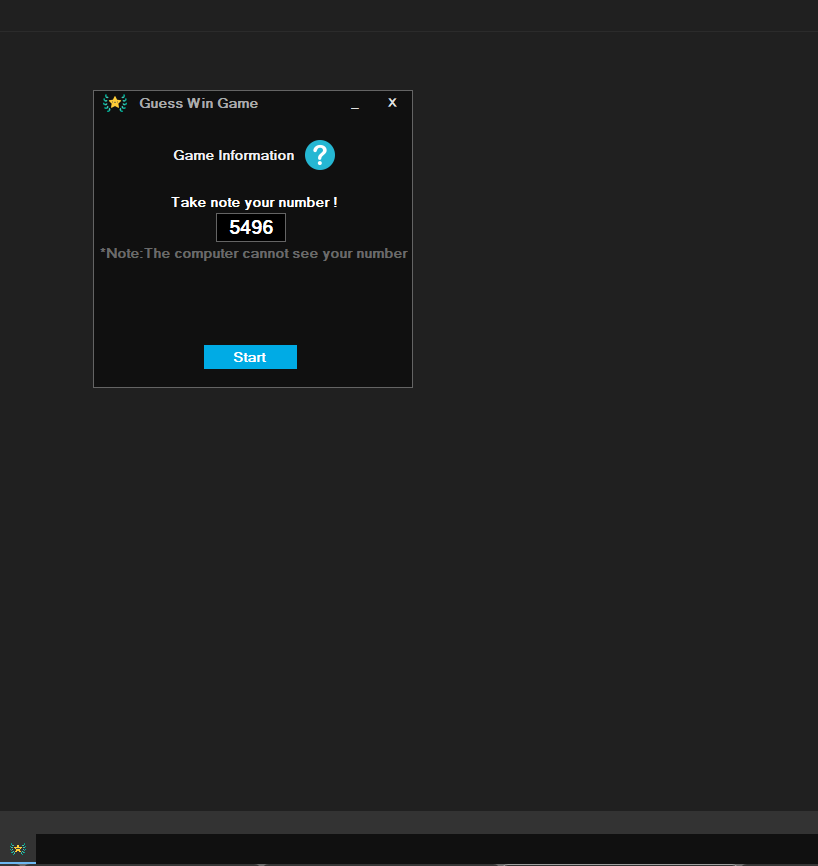 Guess Win Game _ X
Game Information ?
Take note your number !
5496
*Note:The computer cannot see your number
Start